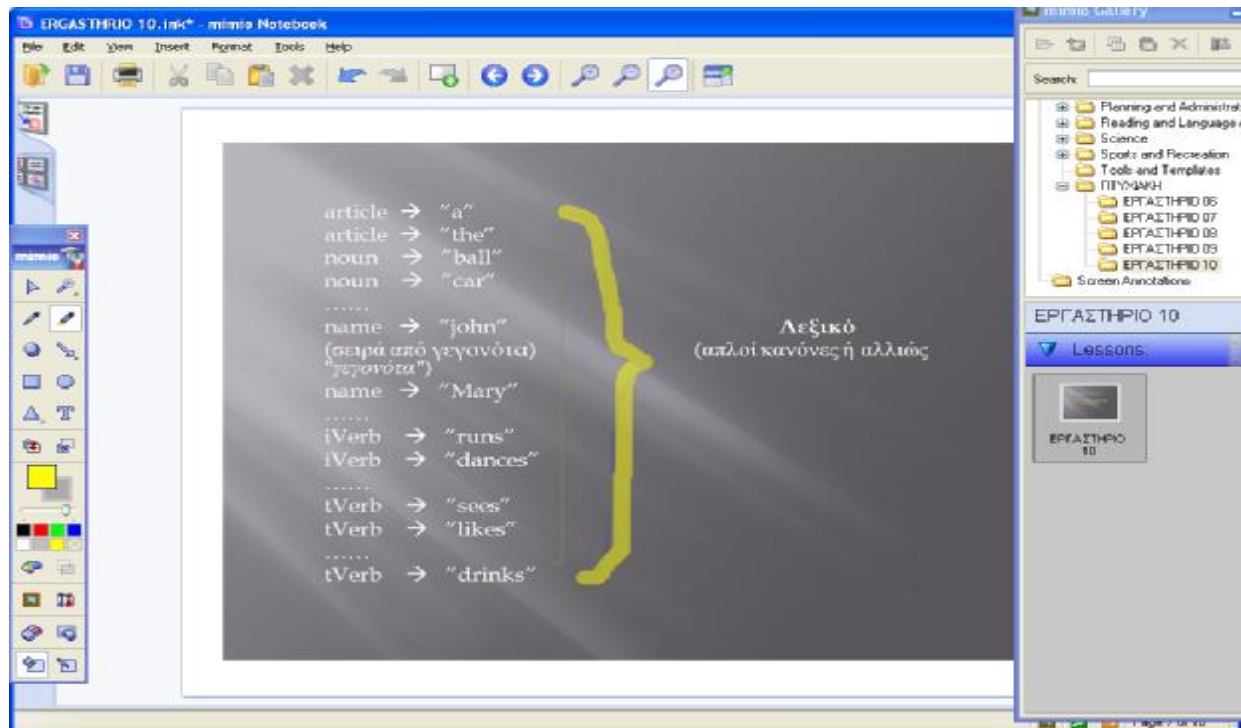 ERGASTHRIO 10.ink* - mimio Notebook
File Edit View Insert Format Tools Help
mimio
article → "a"
article → "the"
noun → "ball"
noun → "car"
......
name → "john"
(σειρά από γεγονότα)
"γεγονότα")
name → "Mary"
......
iVerb → "runs"
iVerb → "dances"
......
tVerb → "sees"
tVerb → "likes"
......
tVerb → "drinks"
Λεξικό
(απλοί κανόνες ή αλλιώς
mimio Gallery
Search:
Planning and Administrat
Reading and Language
Science
Sports and Recreation
Tools and Templates
ΠΤΥΧΙΑΚΗ
ΕΡΓΑΣΤΗΡΙΟ 06
ΕΡΓΑΣΤΗΡΙΟ 07
ΕΡΓΑΣΤΗΡΙΟ 08
ΕΡΓΑΣΤΗΡΙΟ 09
ΕΡΓΑΣΤΗΡΙΟ 10
Screen Annotations
ΕΡΓΑΣΤΗΡΙΟ 10
Lessons:
ΕΡΓΑΣΤΗΡΙΟ
10